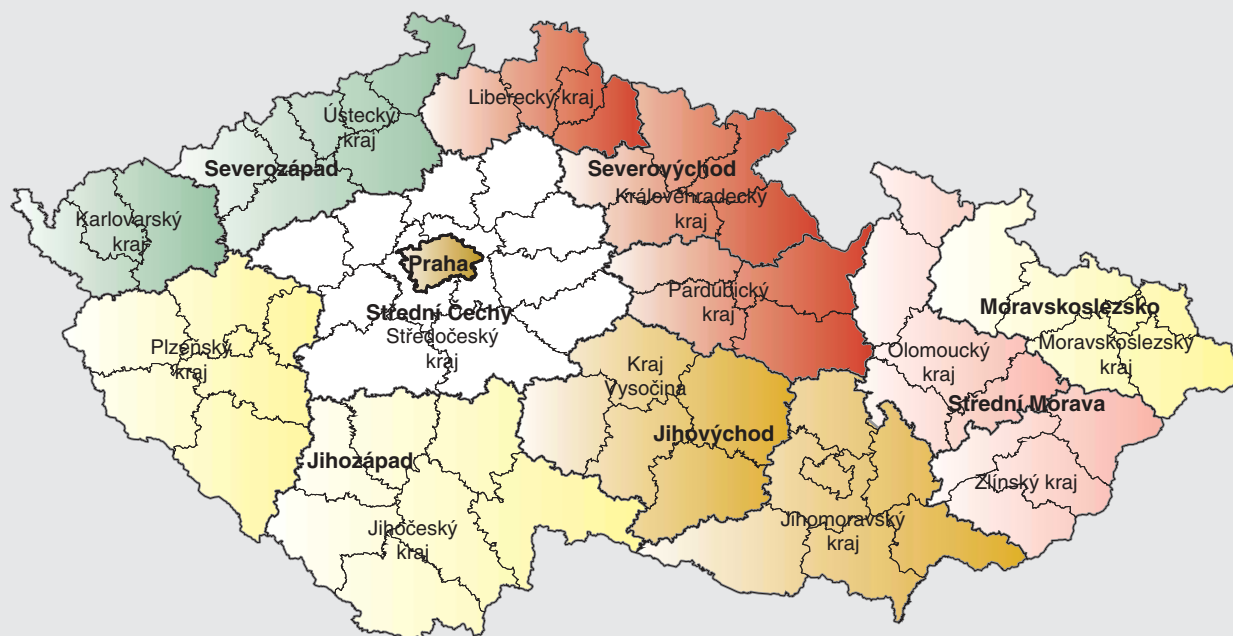 Liberecký kraj
Ústecký
kraj
Severozápad
Severovýchod
Královéhradecký
kraj
Karlovarský
kraj
Praha
Pardubický
kraj
Střední Čechy
Středočeský
kraj
Moravskoslezsko
Moravskoslezský
kraj
Plzeňský
kraj
Kraj
Vysočina
Olomoucký
kraj
Střední Morava
Jihovýchod
Jihozápad
Zlínský kraj
Jihočeský
kraj
Jihomoravský
kraj